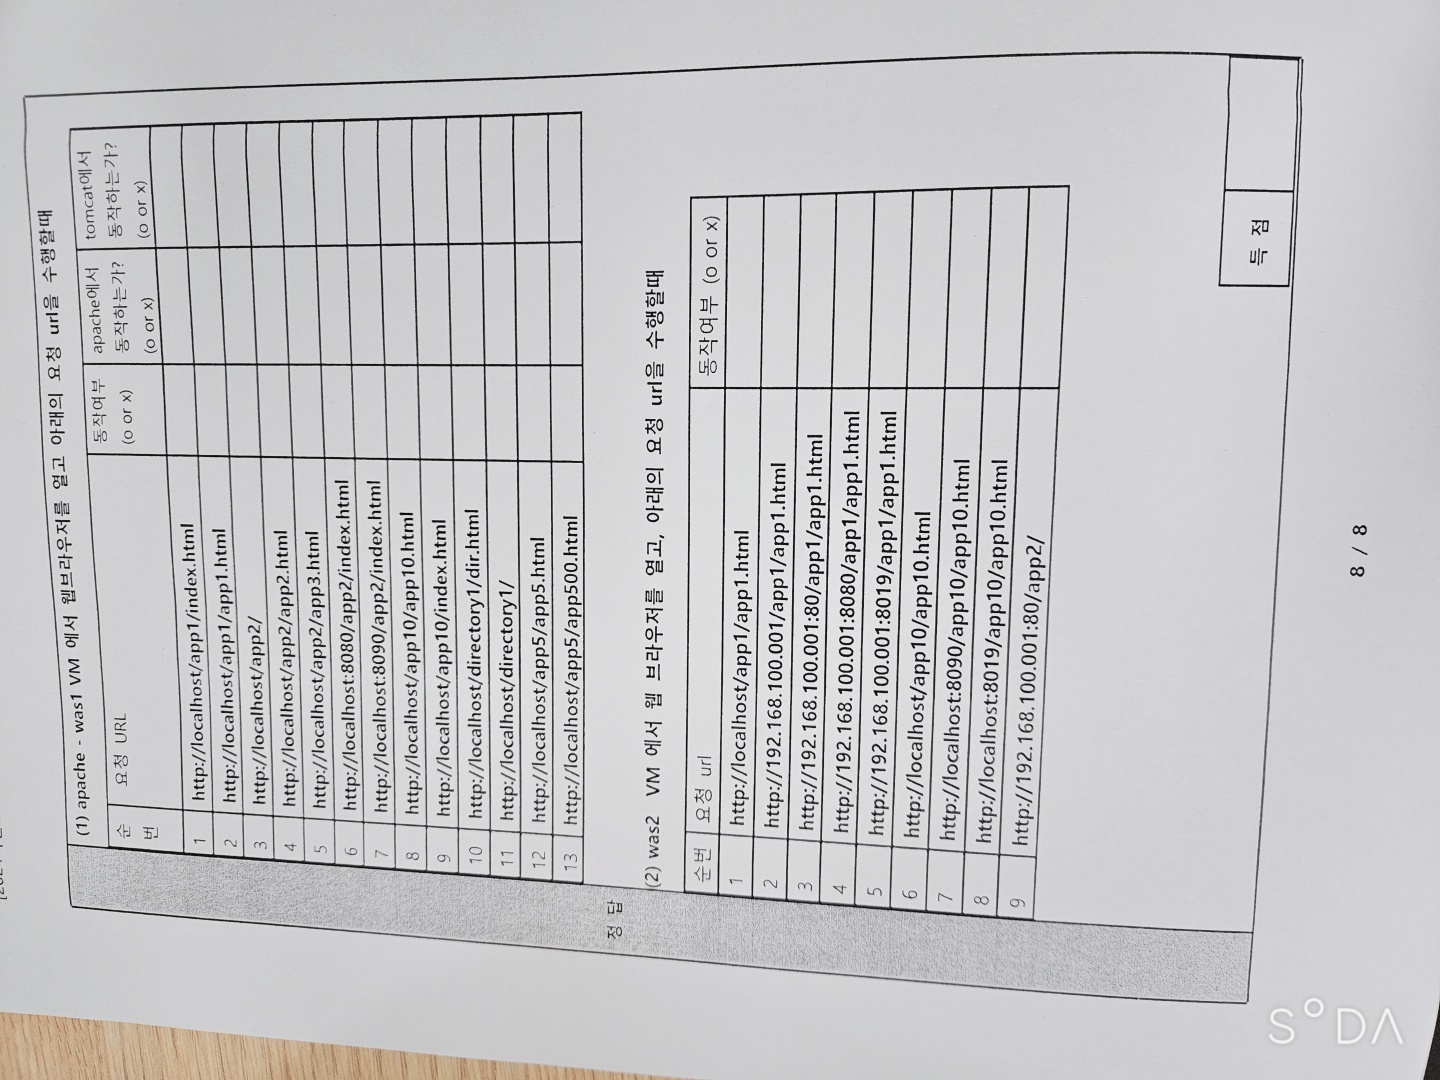 (1) apache - was1 VM 에서 웹브라우저를 열고 아래의 요청 url을 수행할때
순번 요청 URL 동작여부 (o or x) apache에서 동작하는가? (o or x) tomcat에서 동작하는가? (o or x)
1 http://localhost/app1/index.html
2 http://localhost/app1/app1.html
3 http://localhost/app2/
4 http://localhost/app2/app2.html
5 http://localhost/app2/app3.html
6 http://localhost:8080/app2/index.html
7 http://localhost:8090/app2/index.html
8 http://localhost/app10/app10.html
9 http://localhost/app10/index.html
10 http://localhost/directory1/dir.html
11 http://localhost/directory1/
12 http://localhost/app5/app5.html
13 http://localhost/app5/app500.html
정 답
(2) was2 VM 에서 웹 브라우저를 열고, 아래의 요청 url을 수행할때
순번 요청 url 동작여부 (o or x)
1 http://localhost/app1/app1.html
2 http://192.168.100.001/app1/app1.html
3 http://192.168.100.001:80/app1/app1.html
4 http://192.168.100.001:8080/app1/app1.html
5 http://192.168.100.001:8019/app1/app1.html
6 http://localhost/app10/app10.html
7 http://localhost:8090/app10/app10.html
8 http://localhost:8019/app10/app10.html
9 http://192.168.100.001:80/app2/
득 점
8 / 8